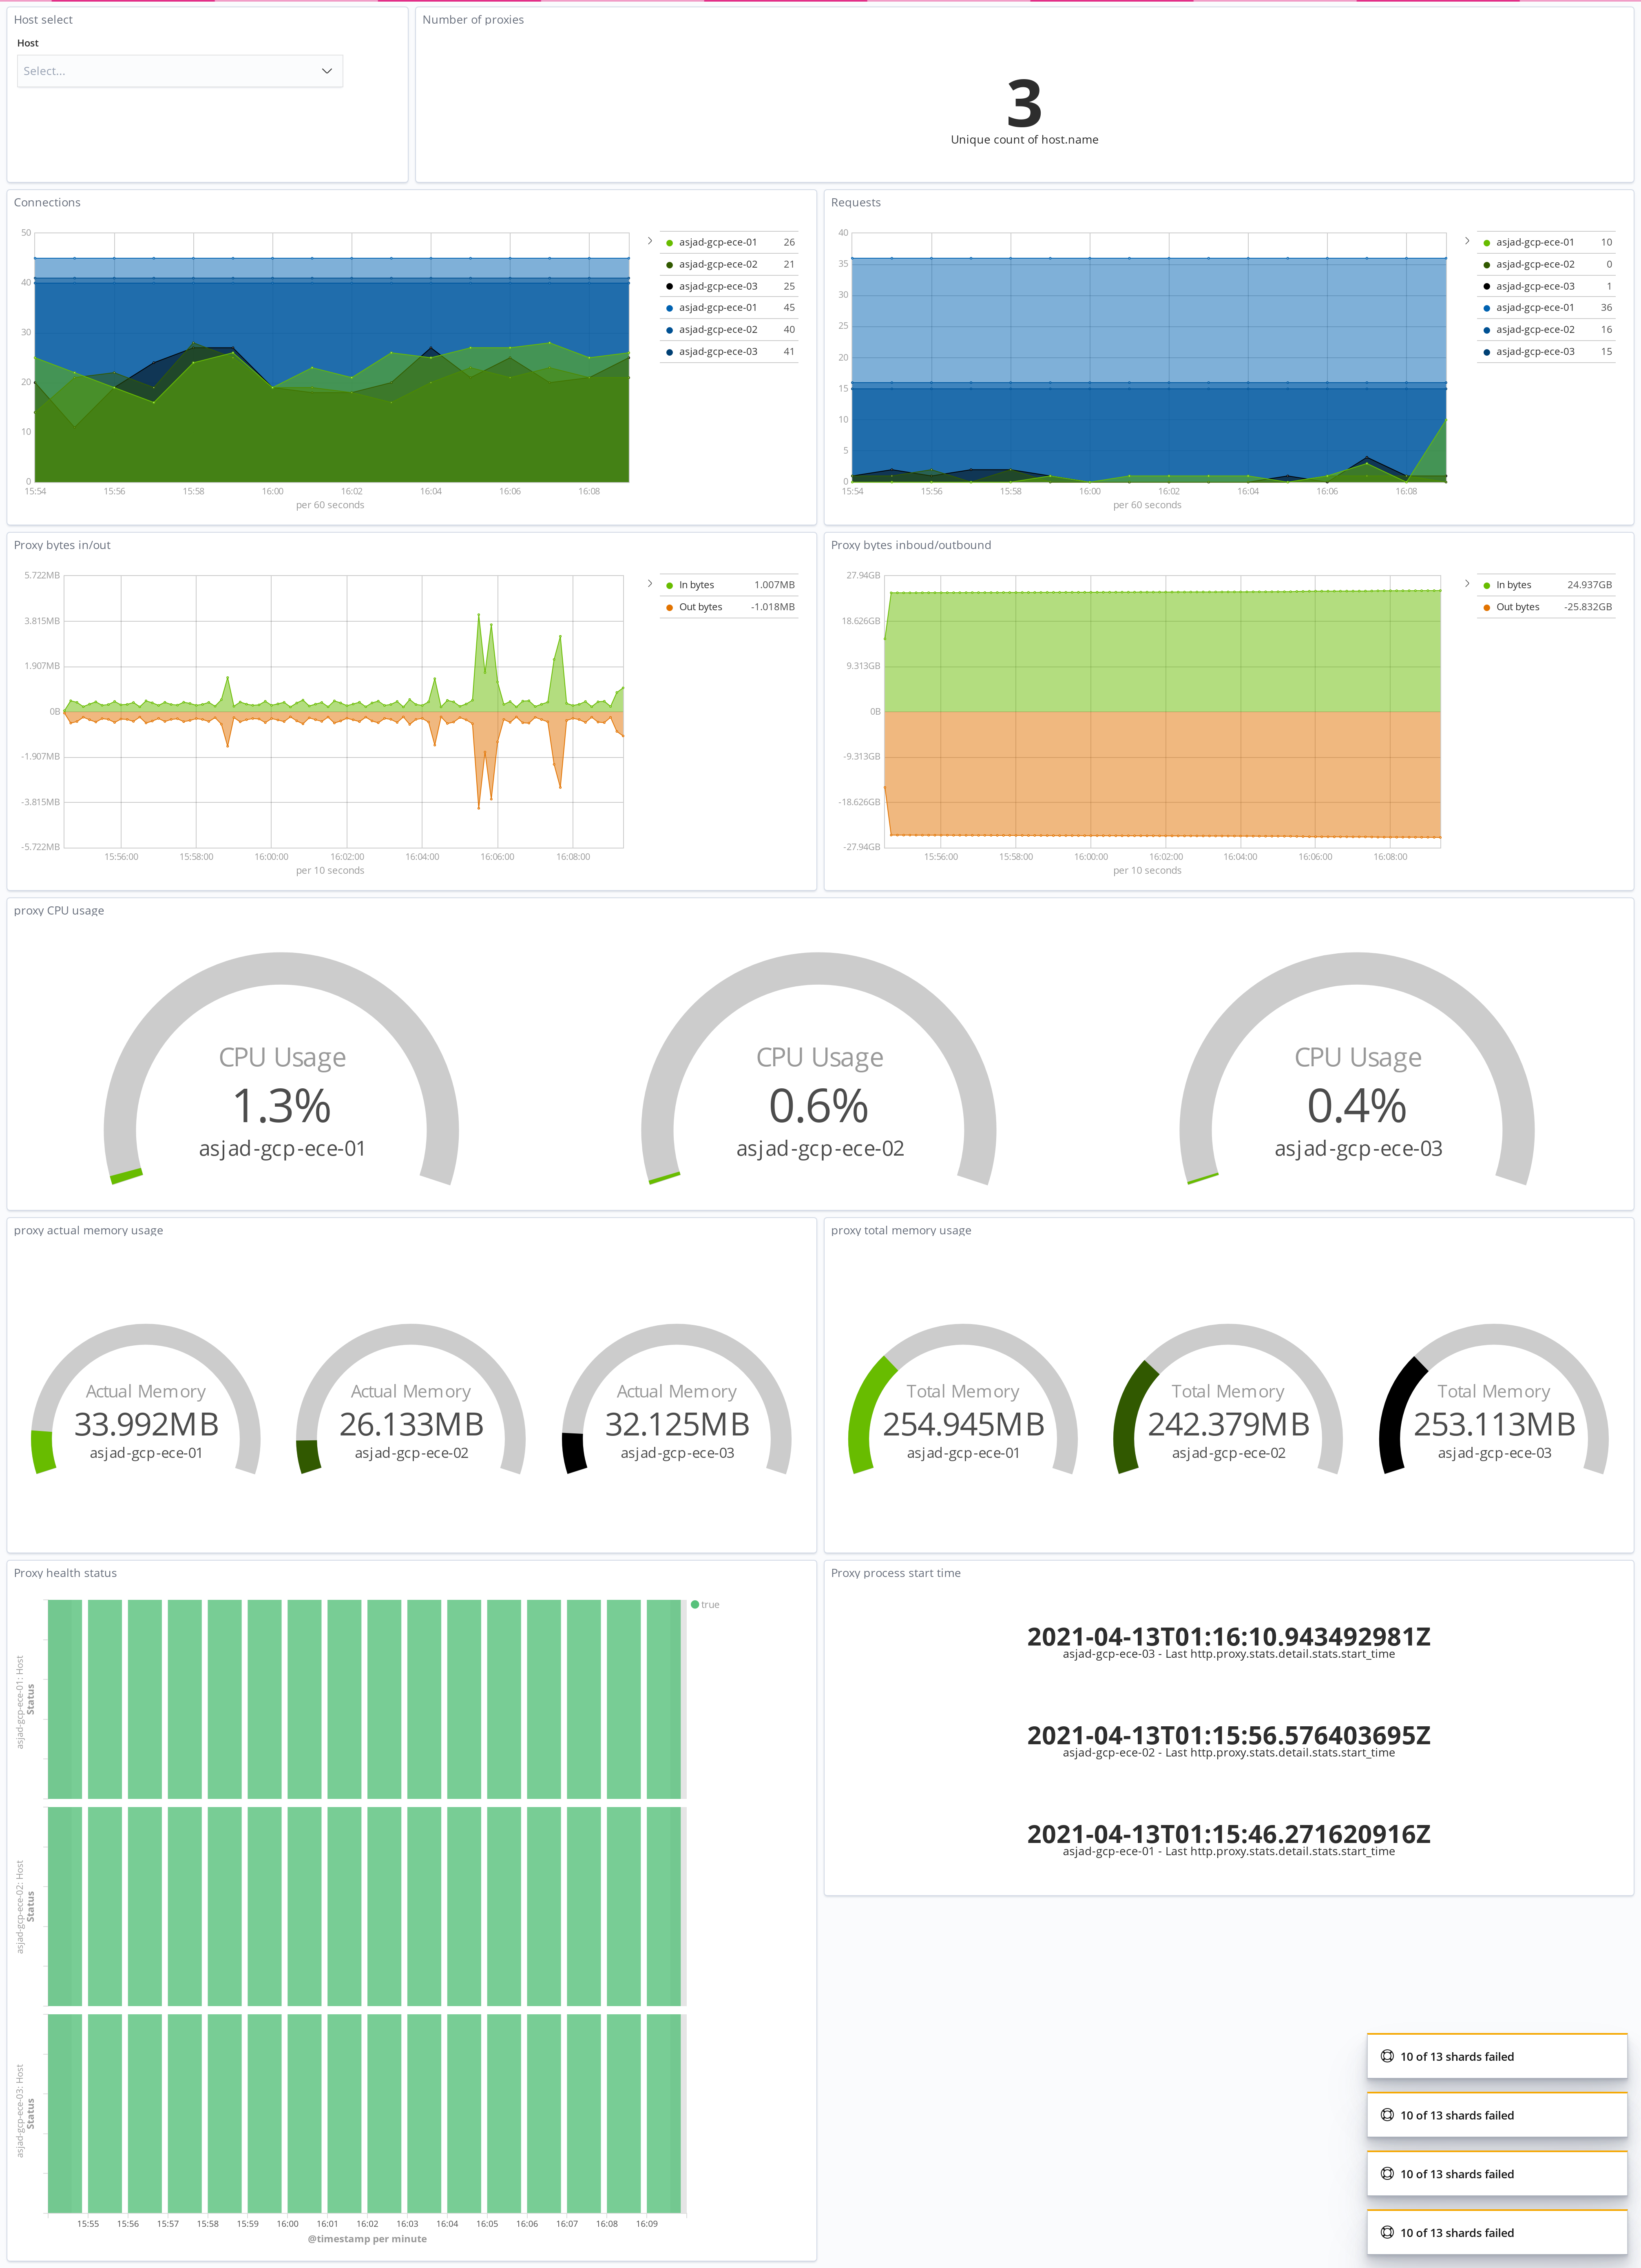 Host select
Host
Select...
Number of proxies
3
Unique count of host.name
Connections
50
40
30
20
10
0
15:54 15:56 15:58 16:00 16:02 16:04 16:06 16:08
per 60 seconds
asjad-gcp-ece-01 26
asjad-gcp-ece-02 21
asjad-gcp-ece-03 25
asjad-gcp-ece-01 45
asjad-gcp-ece-02 40
asjad-gcp-ece-03 41
Requests
40
35
30
25
20
15
10
5
0
15:54 15:56 15:58 16:00 16:02 16:04 16:06 16:08
per 60 seconds
asjad-gcp-ece-01 10
asjad-gcp-ece-02 0
asjad-gcp-ece-03 1
asjad-gcp-ece-01 36
asjad-gcp-ece-02 16
asjad-gcp-ece-03 15
Proxy bytes in/out
5.722MB
3.815MB
1.907MB
0B
-1.907MB
-3.815MB
-5.722MB
15:56:00 15:58:00 16:00:00 16:02:00 16:04:00 16:06:00 16:08:00
per 10 seconds
In bytes 1.007MB
Out bytes -1.018MB
Proxy bytes inboud/outbound
27.94GB
18.626GB
9.313GB
0B
-9.313GB
-18.626GB
-27.94GB
15:56:00 15:58:00 16:00:00 16:02:00 16:04:00 16:06:00 16:08:00
per 10 seconds
In bytes 24.937GB
Out bytes -25.832GB
proxy CPU usage
CPU Usage
1.3%
asjad-gcp-ece-01
CPU Usage
0.6%
asjad-gcp-ece-02
CPU Usage
0.4%
asjad-gcp-ece-03
proxy actual memory usage
Actual Memory
33.992MB
asjad-gcp-ece-01
Actual Memory
26.133MB
asjad-gcp-ece-02
Actual Memory
32.125MB
asjad-gcp-ece-03
proxy total memory usage
Total Memory
254.945MB
asjad-gcp-ece-01
Total Memory
242.379MB
asjad-gcp-ece-02
Total Memory
253.113MB
asjad-gcp-ece-03
Proxy health status
asjad-gcp-ece-01: Host
Status
asjad-gcp-ece-02: Host
Status
asjad-gcp-ece-03: Host
Status
true
15:55 15:56 15:57 15:58 15:59 16:00 16:01 16:02 16:03 16:04 16:05 16:06 16:07 16:08 16:09
@timestamp per minute
Proxy process start time
2021-04-13T01:16:10.943492981Z
asjad-gcp-ece-03 - Last http.proxy.stats.detail.stats.start_time
2021-04-13T01:15:56.576403695Z
asjad-gcp-ece-02 - Last http.proxy.stats.detail.stats.start_time
2021-04-13T01:15:46.271620916Z
asjad-gcp-ece-01 - Last http.proxy.stats.detail.stats.start_time
10 of 13 shards failed
10 of 13 shards failed
10 of 13 shards failed
10 of 13 shards failed